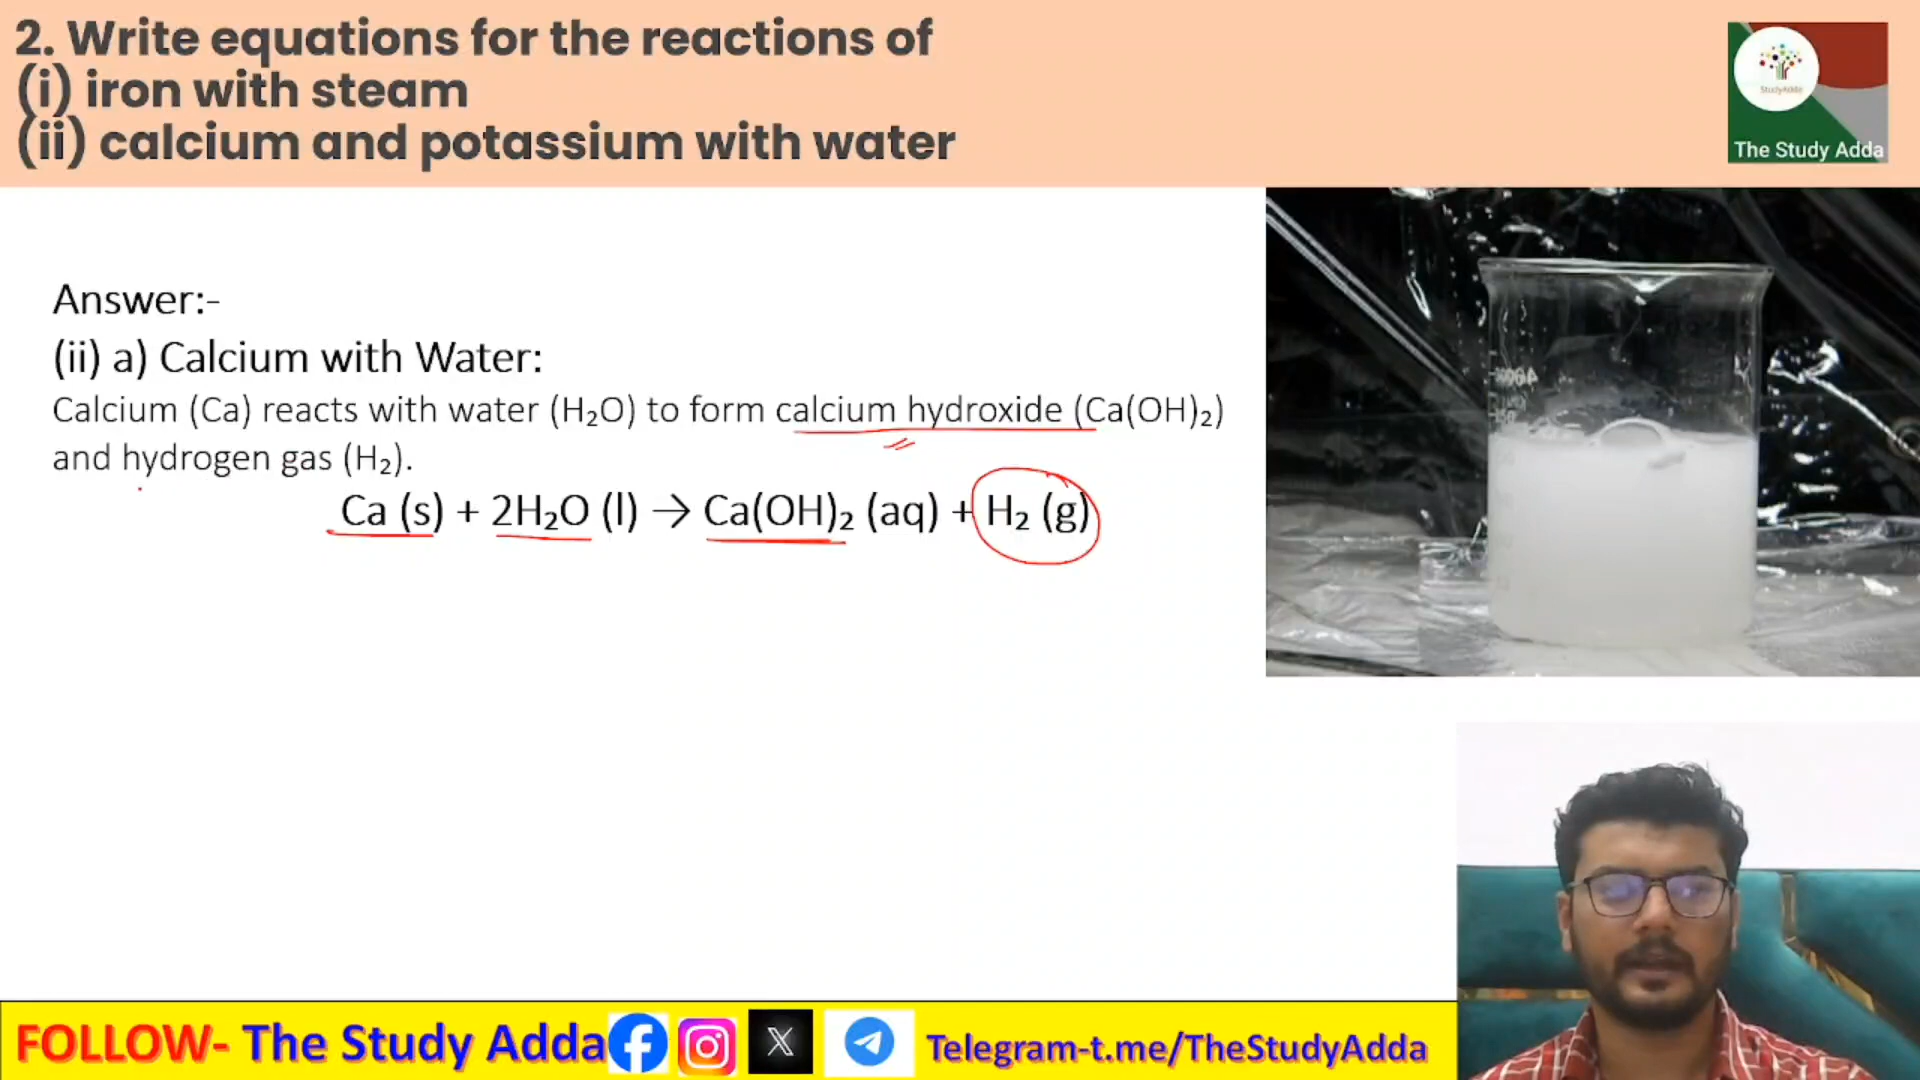 2. Write equations for the reactions of
(i) iron with steam
(ii) calcium and potassium with water
StudyAdda
The Study Adda
Answer:-
(ii) a) Calcium with Water:
Calcium (Ca) reacts with water (H₂O) to form calcium hydroxide (Ca(OH)₂)
and hydrogen gas (H₂).
Ca (s) + 2H₂O (l) → Ca(OH)₂ (aq) + H₂ (g)
FOLLOW- The Study Adda
Telegram-t.me/TheStudyAdda